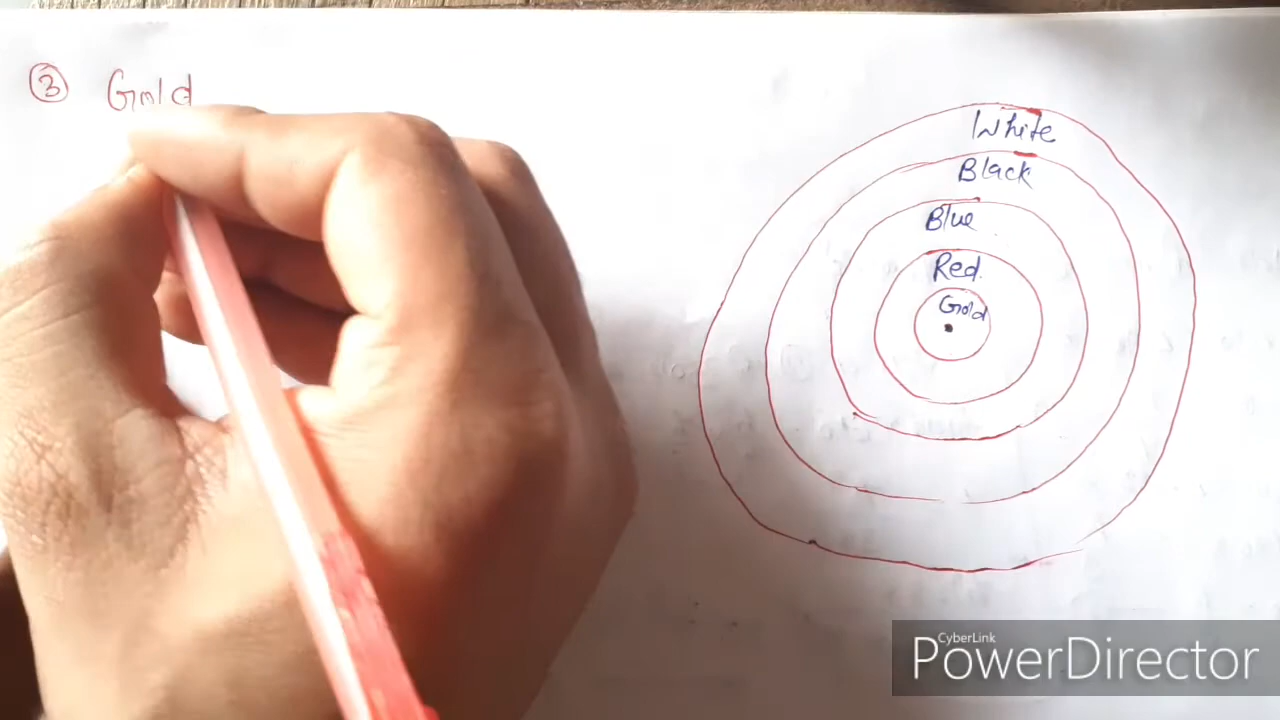 ③ Gold
White
Black
Blue
Red.
Gold
CyberLink
PowerDirector